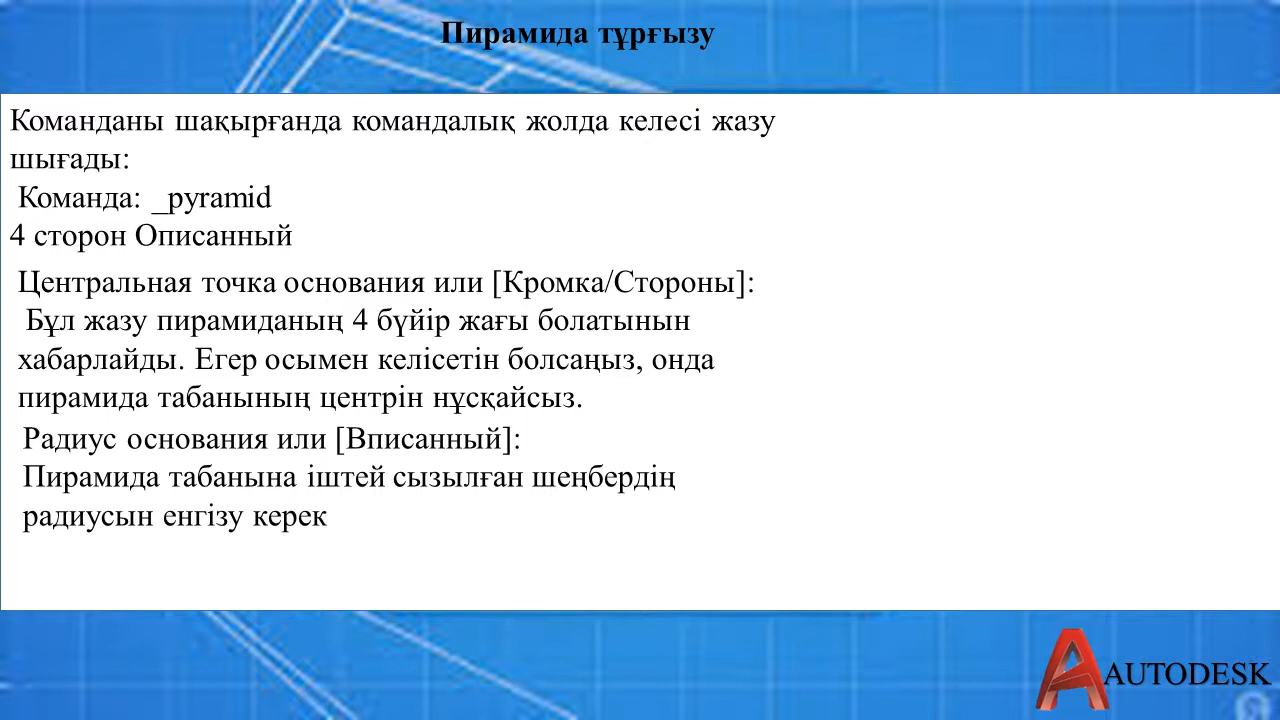 Пирамида тұрғызу
Команданы шақырғанда командалық жолда келесі жазу
шығады:
Команда: _pyramid
4 сторон Описанный
Центральная точка основания или [Кромка/Стороны]:
Бұл жазу пирамиданың 4 бүйір жағы болатынын
хабарлайды. Егер осымен келісетін болсаңыз, онда
пирамида табанының центрін нұсқайсыз.
Радиус основания или [Вписанный]:
Пирамида табанына іштей сызылған шеңбердің
радиусын енгізу керек
AUTODESK